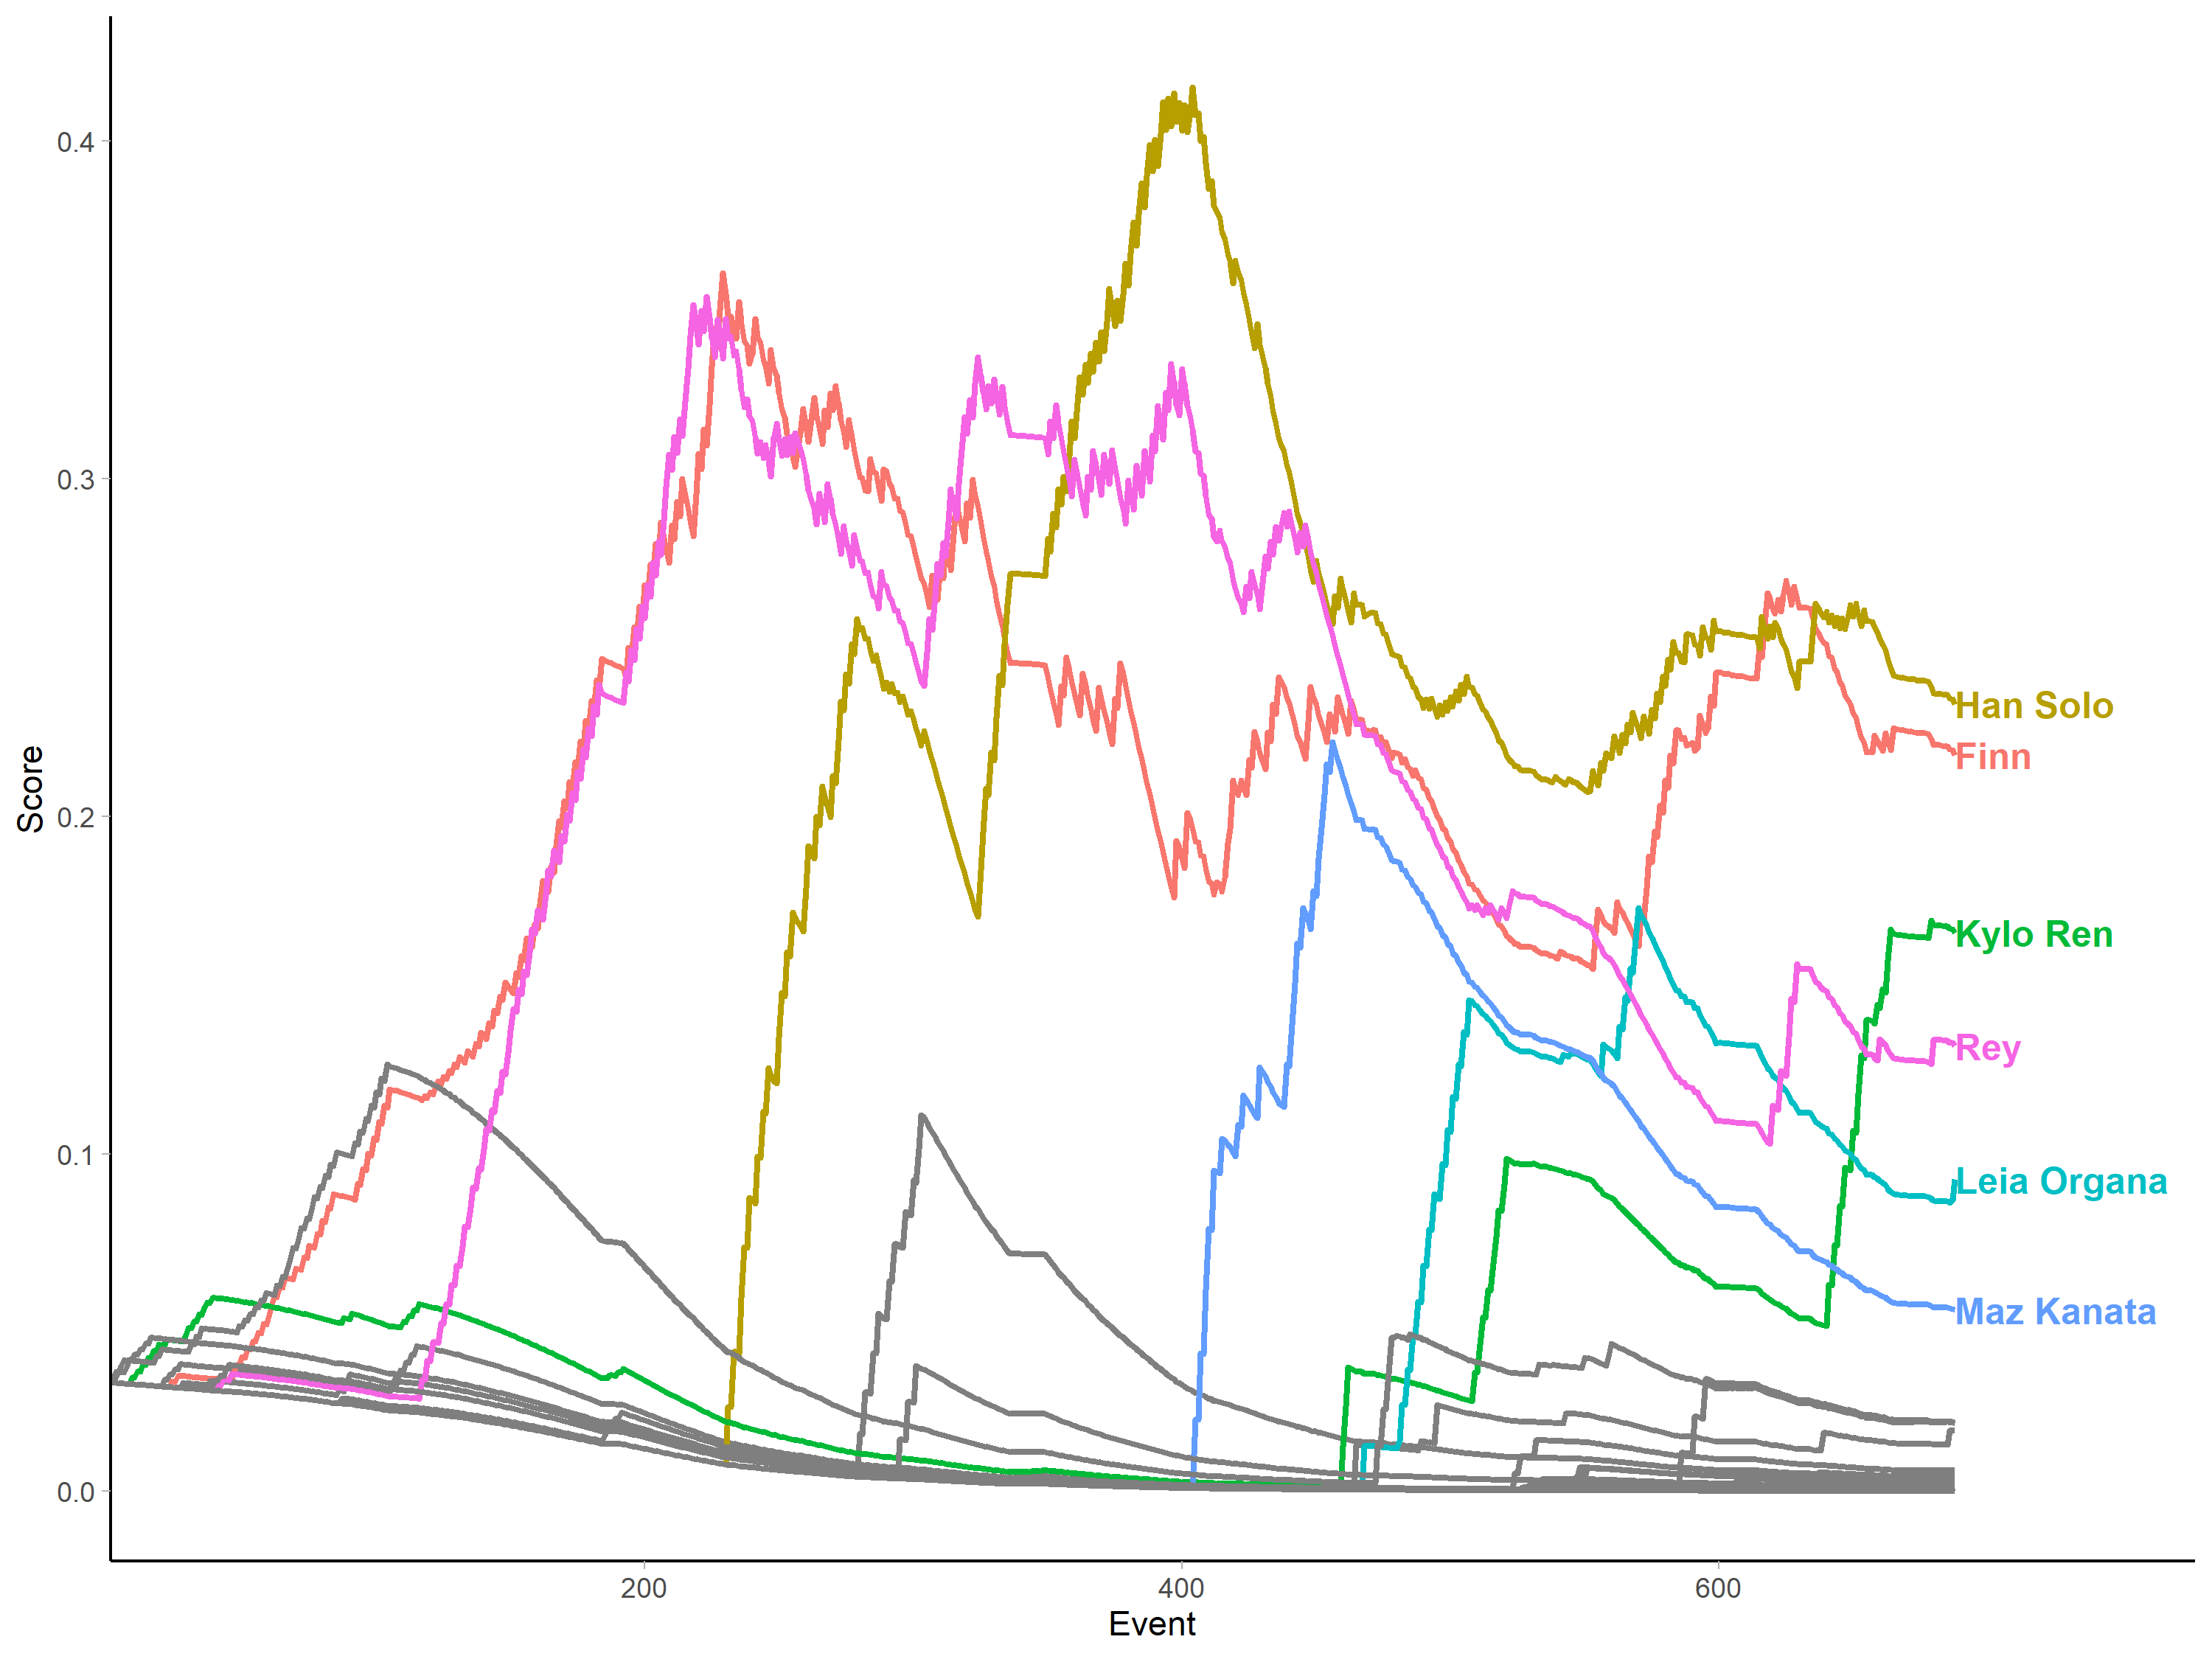 0.4
0.3
0.2
0.1
0.0
Score
Han Solo
Finn
Kylo Ren
Rey
Leia Organa
Maz Kanata
200 400 600
Event